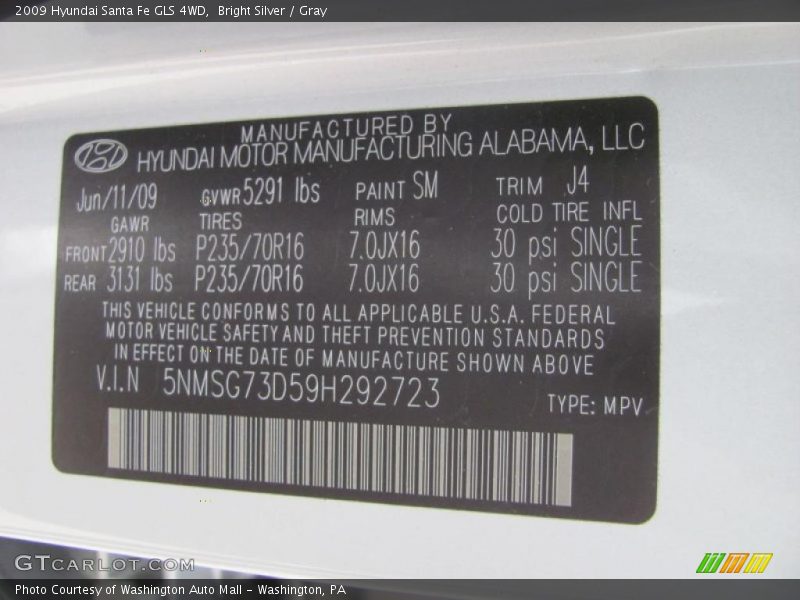 2009 Hyundai Santa Fe GLS 4WD, Bright Silver / Gray
MANUFACTURED BY
HYUNDAI MOTOR MANUFACTURING ALABAMA, LLC
Jun/11/09 GVWR 5291 lbs PAINT SM TRIM J4
GAWR TIRES RIMS COLD TIRE INFL
FRONT 2910 lbs P235/70R16 7.0JX16 30 psi SINGLE
REAR 3131 lbs P235/70R16 7.0JX16 30 psi SINGLE
THIS VEHICLE CONFORMS TO ALL APPLICABLE U.S.A. FEDERAL
MOTOR VEHICLE SAFETY AND THEFT PREVENTION STANDARDS
IN EFFECT ON THE DATE OF MANUFACTURE SHOWN ABOVE
V.I.N 5NMSG73D59H292723
TYPE: MPV
GTCARLOT.COM
Photo Courtesy of Washington Auto Mall - Washington, PA